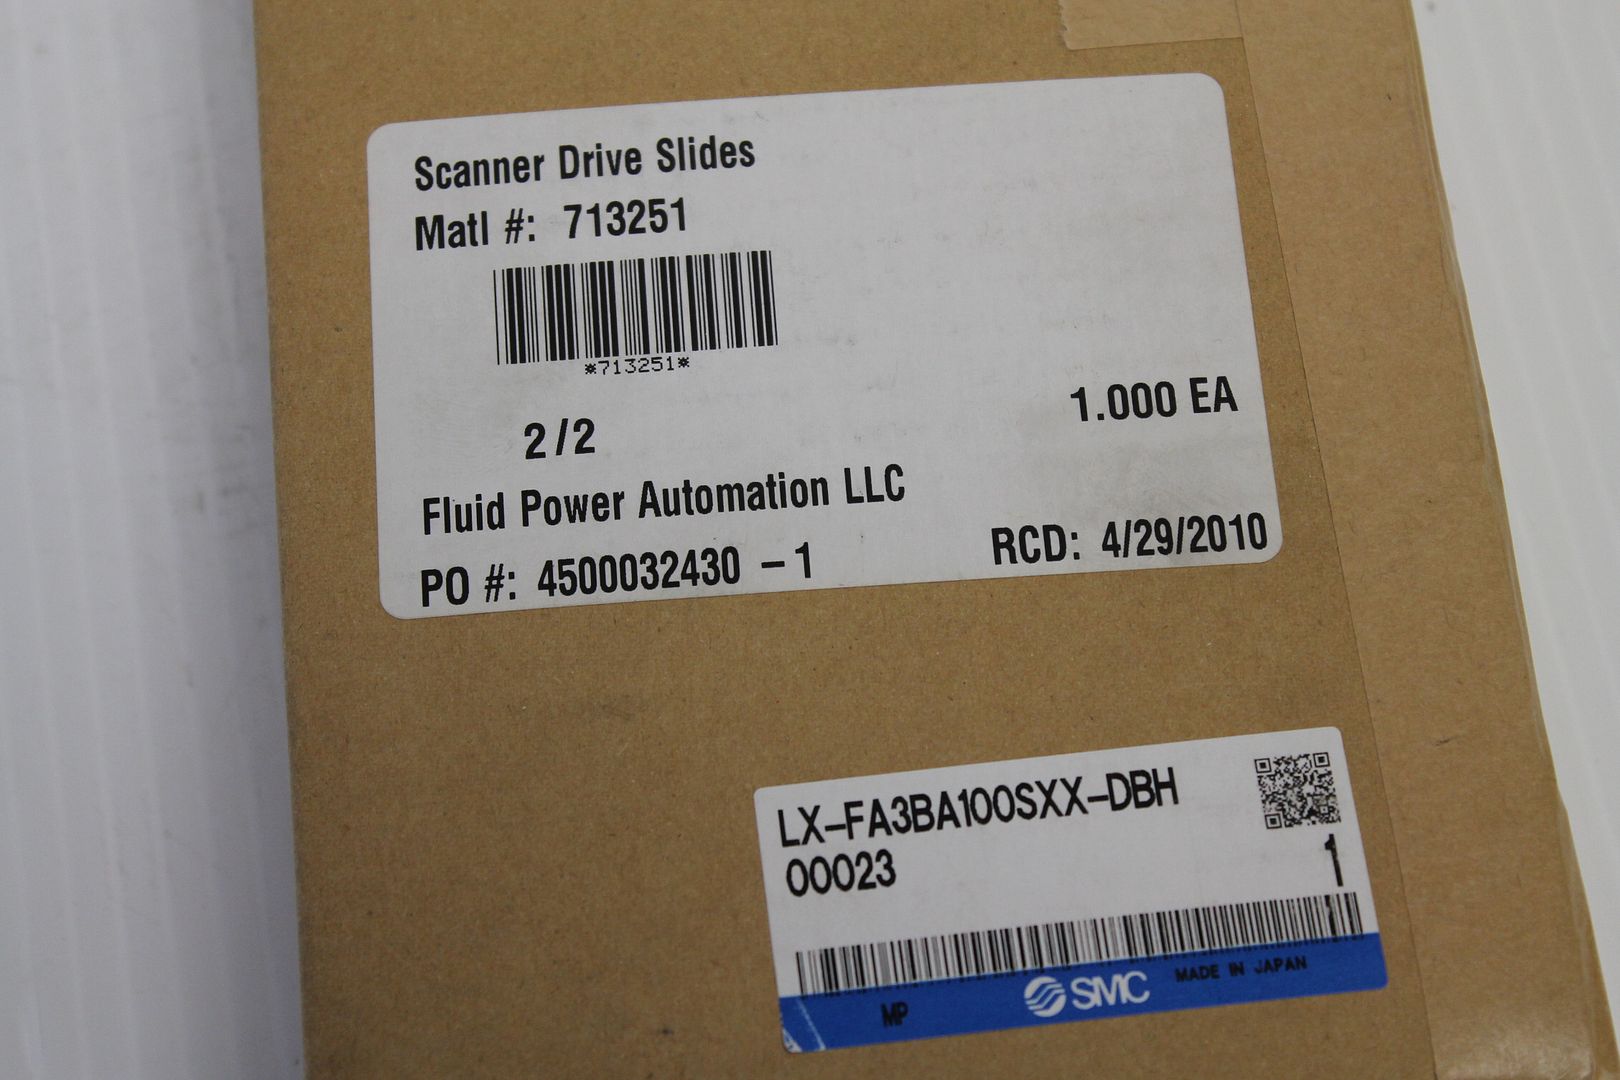 Scanner Drive Slides
Matl #: 713251
*713251*
2/2
1.000 EA
Fluid Power Automation LLC
PO #: 4500032430 – 1
RCD: 4/29/2010
LX-FA3BA100SXX-DBH
00023
1
MP
SMC
MADE IN JAPAN